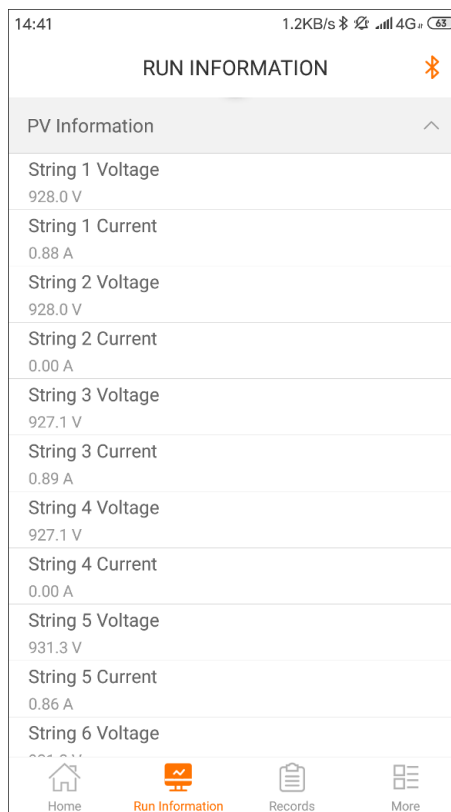 14:41 1.2KB/s 4G 63
RUN INFORMATION
PV Information
String 1 Voltage
928.0 V
String 1 Current
0.88 A
String 2 Voltage
928.0 V
String 2 Current
0.00 A
String 3 Voltage
927.1 V
String 3 Current
0.89 A
String 4 Voltage
927.1 V
String 4 Current
0.00 A
String 5 Voltage
931.3 V
String 5 Current
0.86 A
String 6 Voltage
Home Run Information Records More